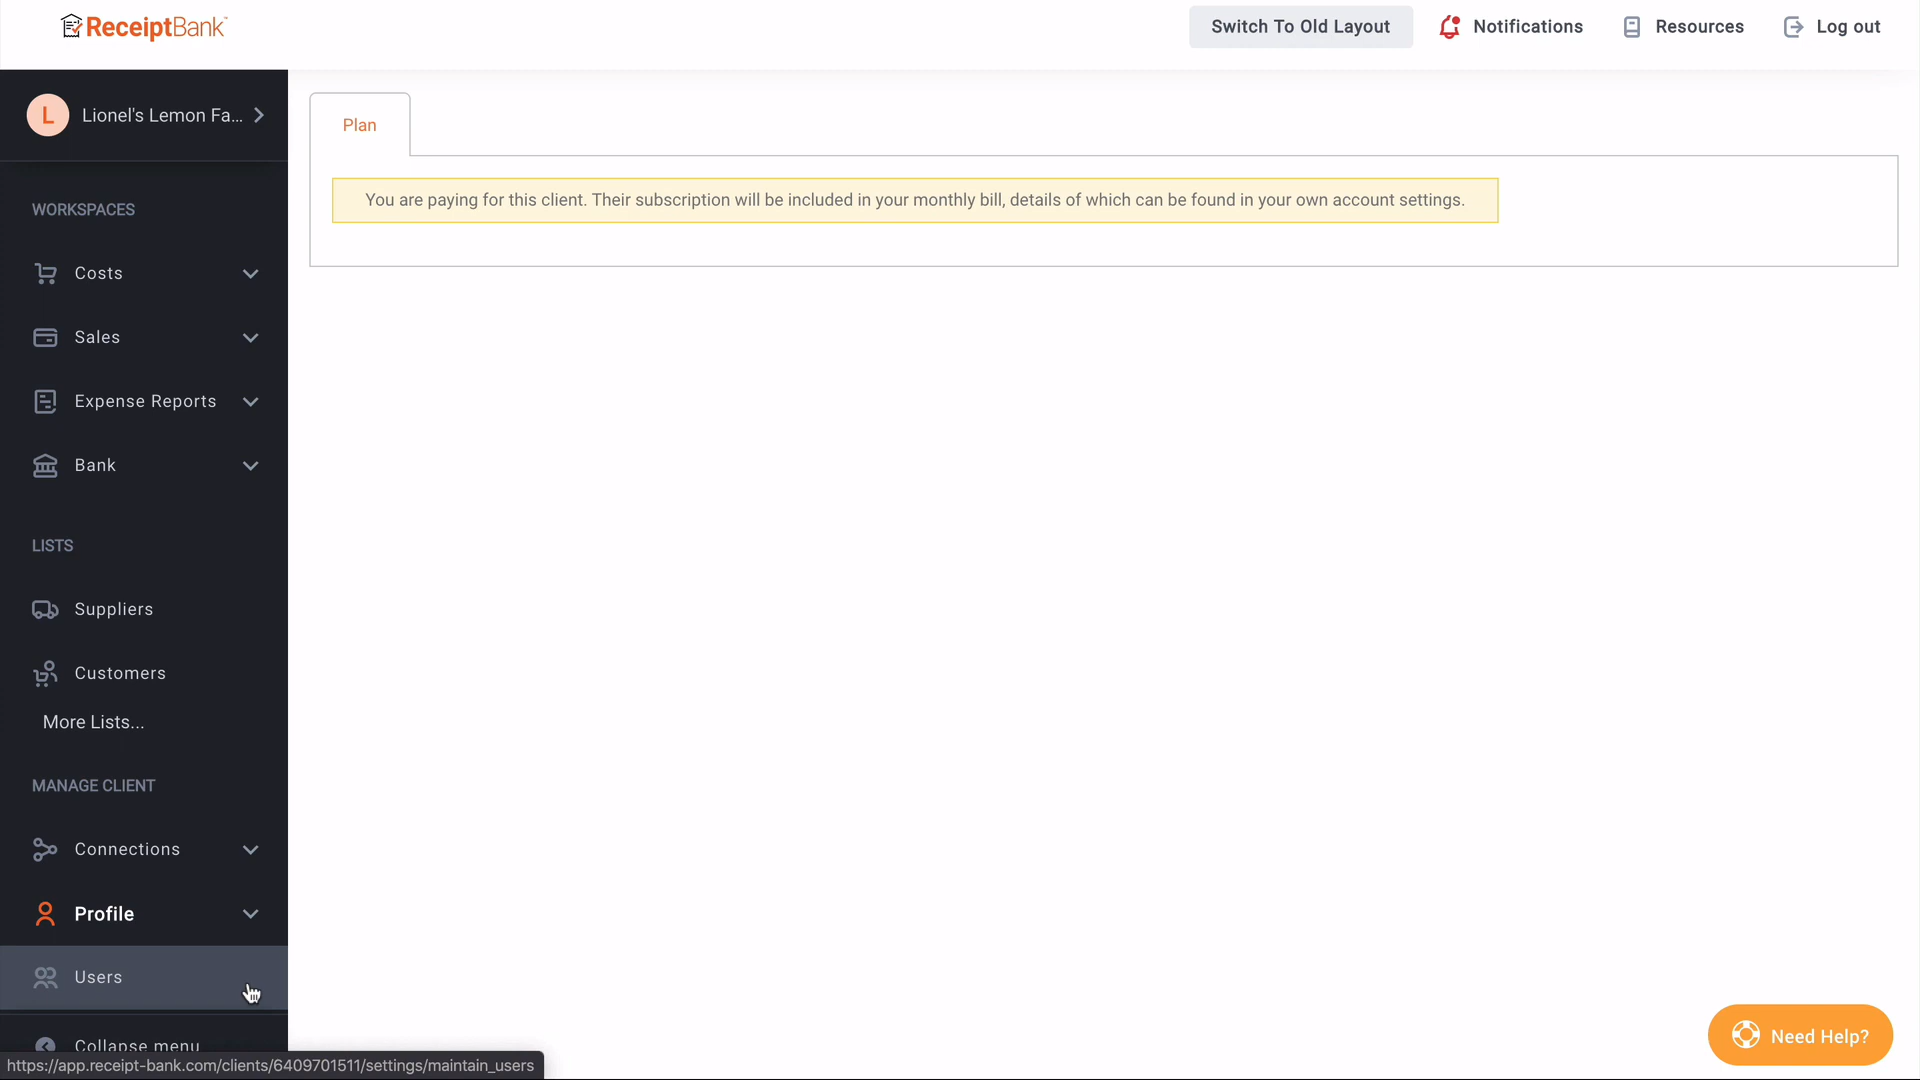 ReceiptBank
Switch To Old Layout
Notifications
Resources
Log out
L
Lionel's Lemon Fa...
Plan
You are paying for this client. Their subscription will be included in your monthly bill, details of which can be found in your own account settings.
WORKSPACES
Costs
Sales
Expense Reports
Bank
LISTS
Suppliers
Customers
More Lists...
MANAGE CLIENT
Connections
Profile
Users
Collapse menu
https://app.receipt-bank.com/clients/6409701511/settings/maintain_users
Need Help?